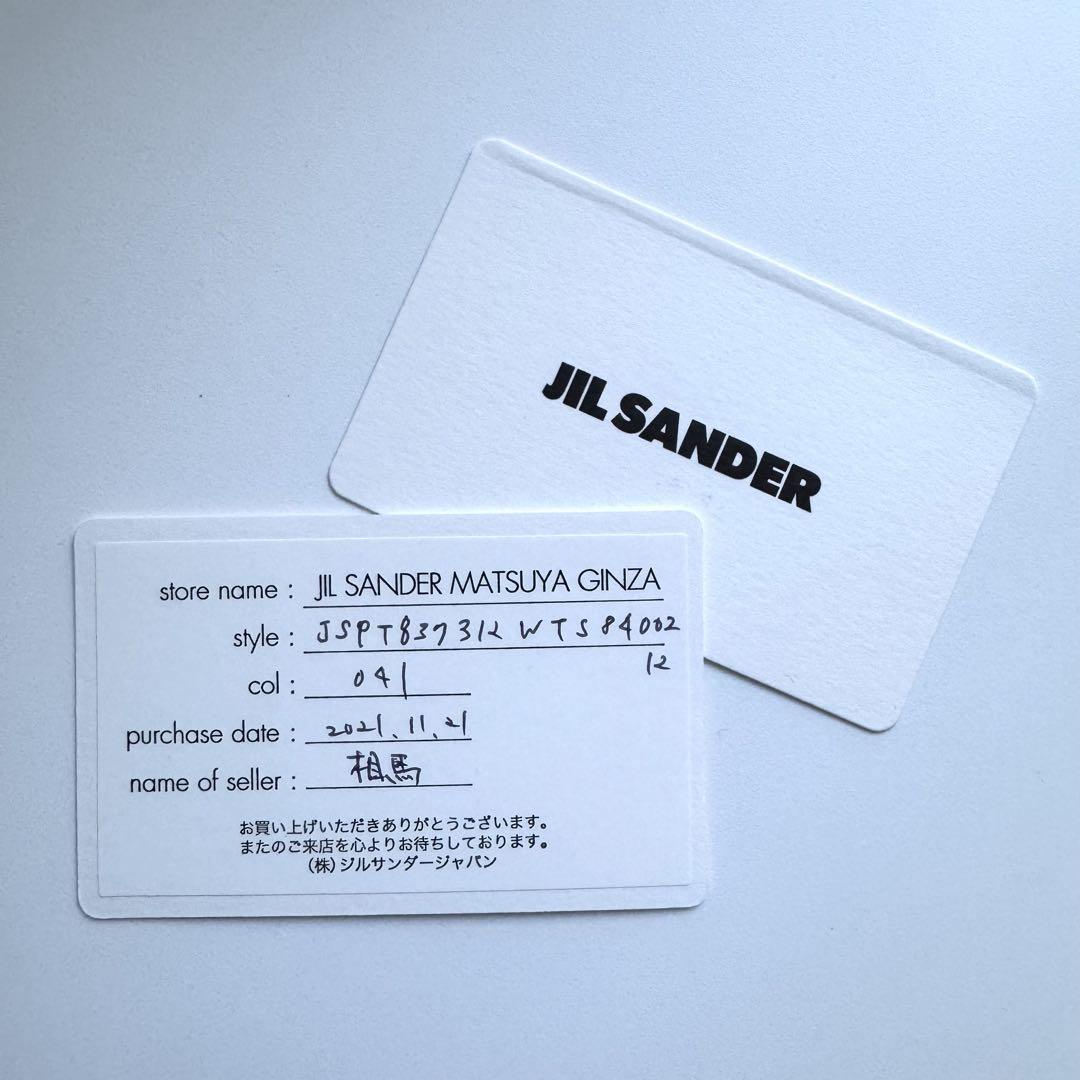 JIL SANDER
store name : JIL SANDER MATSUYA GINZA
style : JSPT837312 WTS84002
12
col : 041
purchase date : 2021.11.21
name of seller : 相馬
お買い上げいただきありがとうございます。
またのご来店を心よりお待ちしております。
(株)ジルサンダージャパン